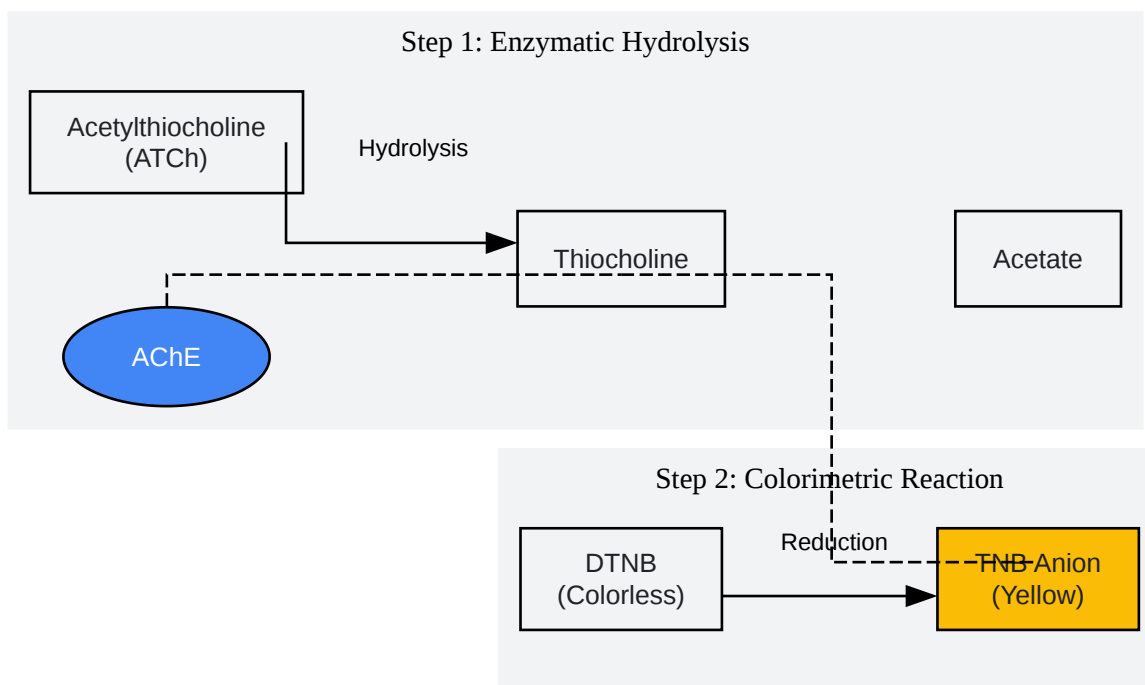 Step 1: Enzymatic Hydrolysis
Acetylthiocholine
(ATCh)
Hydrolysis
Thiocholine
Acetate
AChE
Step 2: Colorimetric Reaction
Reduction
DTNB
(Colorless)
TNB Anion
(Yellow)